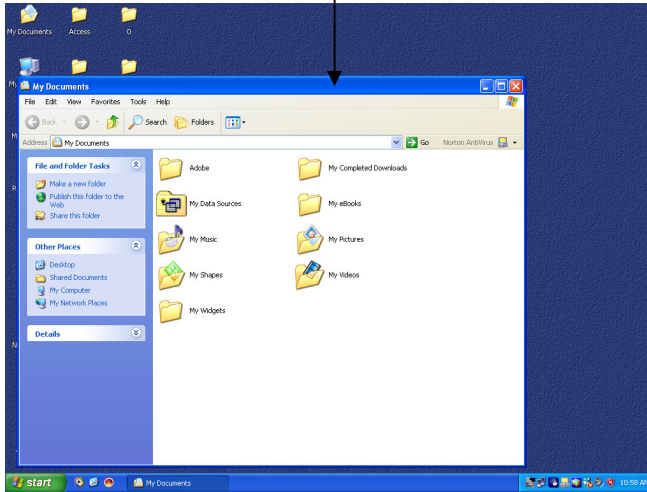 My Documents
Access
0
My Documents
File Edit View Favorites Tools Help
Back Search Folders
Address My Documents Go Norton AntiVirus
File and Folder Tasks
Make a new folder
Publish this folder to the
Web
Share this folder
Other Places
Desktop
Shared Documents
My Computer
My Network Places
Details
Adobe
My Completed Downloads
My Data Sources
My eBooks
My Music
My Pictures
My Shapes
My Videos
My Widgets
start
My Documents
10:58 AM